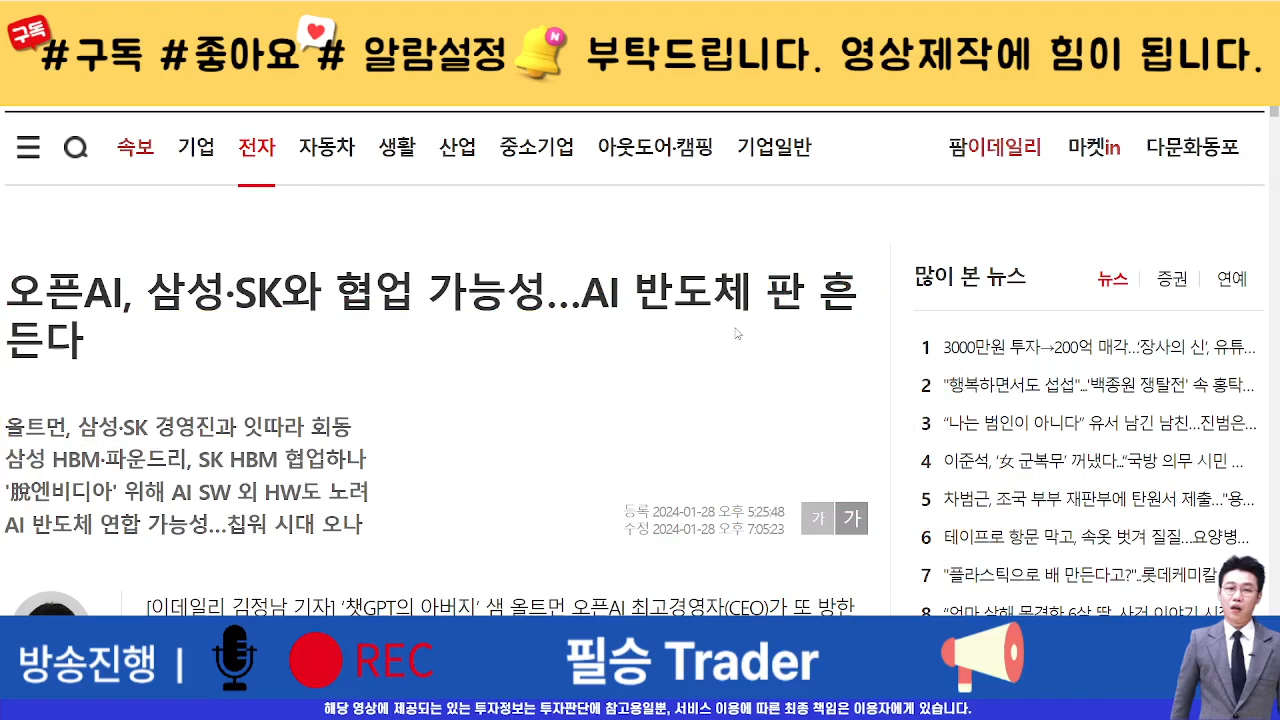 구독
#구독 #좋아요 # 알람설정 N 부탁드립니다. 영상제작에 힘이 됩니다.
속보 기업 전자 자동차 생활 산업 중소기업 아웃도어·캠핑 기업일반 팜이데일리 마켓in 다문화동포
오픈AI, 삼성·SK와 협업 가능성…AI 반도체 판 흔
든다
올트먼, 삼성·SK 경영진과 잇따라 회동
삼성 HBM·파운드리, SK HBM 협업하나
'脫엔비디아' 위해 AI SW 외 HW도 노려
AI 반도체 연합 가능성…칩워 시대 오나
등록 2024-01-28 오후 5:25:48
수정 2024-01-28 오후 7:05:23
가 가
[이데일리 김정남 기자] '챗GPT의 아버지' 샘 올트먼 오픈AI 최고경영자(CEO)가 또 방한
많이 본 뉴스 뉴스 증권 연예
1 3000만원 투자→200억 매각…'장사의 신', 유튜...
2 "행복하면서도 섭섭"…'백종원 쟁탈전' 속 홍탁...
3 “나는 범인이 아니다” 유서 남긴 남친…진범은...
4 이준석, '女 군복무' 꺼냈다…“국방 의무 시민 ...
5 차범근, 조국 부부 재판부에 탄원서 제출…"용...
6 테이프로 항문 막고, 속옷 벗겨 질질…요양병...
7 "플라스틱으로 배 만든다고?"..롯데케미칼
8 “엄마 살해 목격한 6살 딸, 사건 이야기
방송진행 | REC 필승 Trader
해당 영상에 제공되는 있는 투자정보는 투자판단에 참고용일뿐, 서비스 이용에 따른 최종 책임은 이용자에게 있습니다.